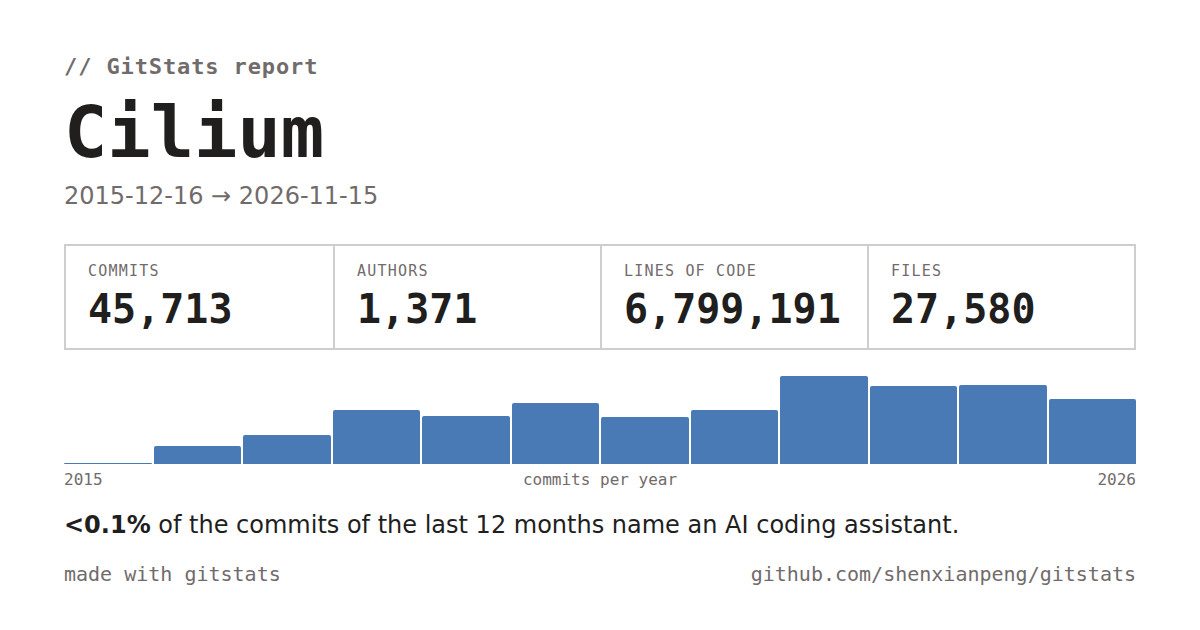 // GitStats report
Cilium
2015-12-16 → 2026-11-15
COMMITS
45,713
AUTHORS
1,371
LINES OF CODE
6,799,191
FILES
27,580
2015
commits per year
2026
<0.1% of the commits of the last 12 months name an AI coding assistant.
made with gitstats
github.com/shenxianpeng/gitstats